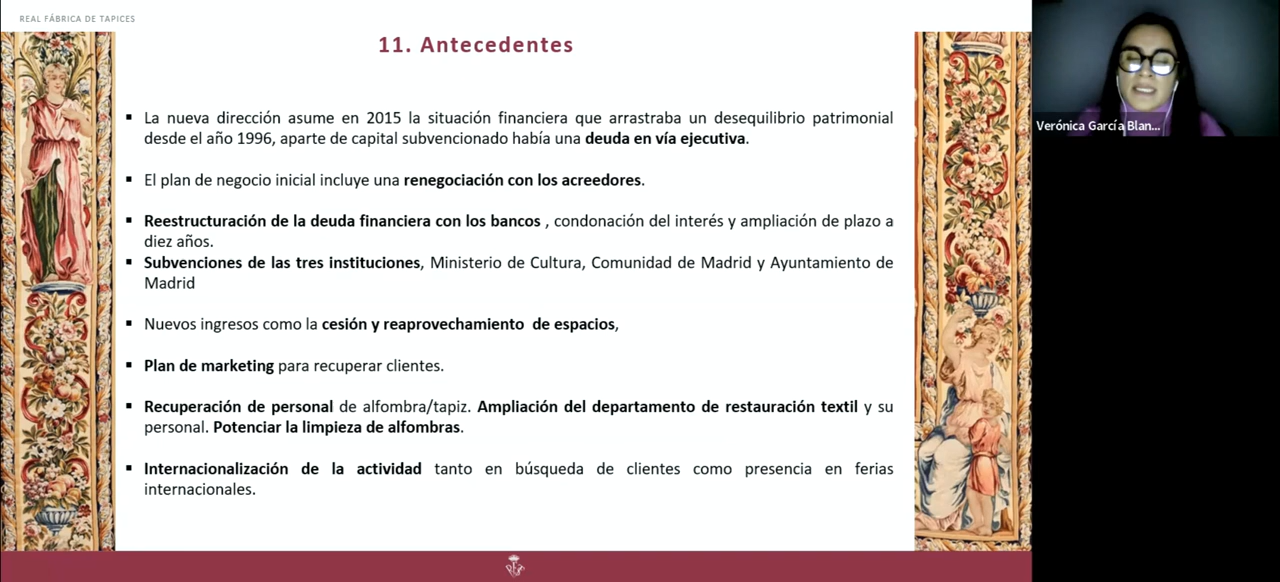 REAL FÁBRICA DE TAPICES
11. Antecedentes
▪ La nueva dirección asume en 2015 la situación financiera que arrastraba un desequilibrio patrimonial
desde el año 1996, aparte de capital subvencionado había una deuda en vía ejecutiva.
▪ El plan de negocio inicial incluye una renegociación con los acreedores.
▪ Reestructuración de la deuda financiera con los bancos , condonación del interés y ampliación de plazo a
diez años.
▪ Subvenciones de las tres instituciones, Ministerio de Cultura, Comunidad de Madrid y Ayuntamiento de
Madrid
▪ Nuevos ingresos como la cesión y reaprovechamiento de espacios,
▪ Plan de marketing para recuperar clientes.
▪ Recuperación de personal de alfombra/tapiz. Ampliación del departamento de restauración textil y su
personal. Potenciar la limpieza de alfombras.
▪ Internacionalización de la actividad tanto en búsqueda de clientes como presencia en ferias
internacionales.
Verónica García Blan...